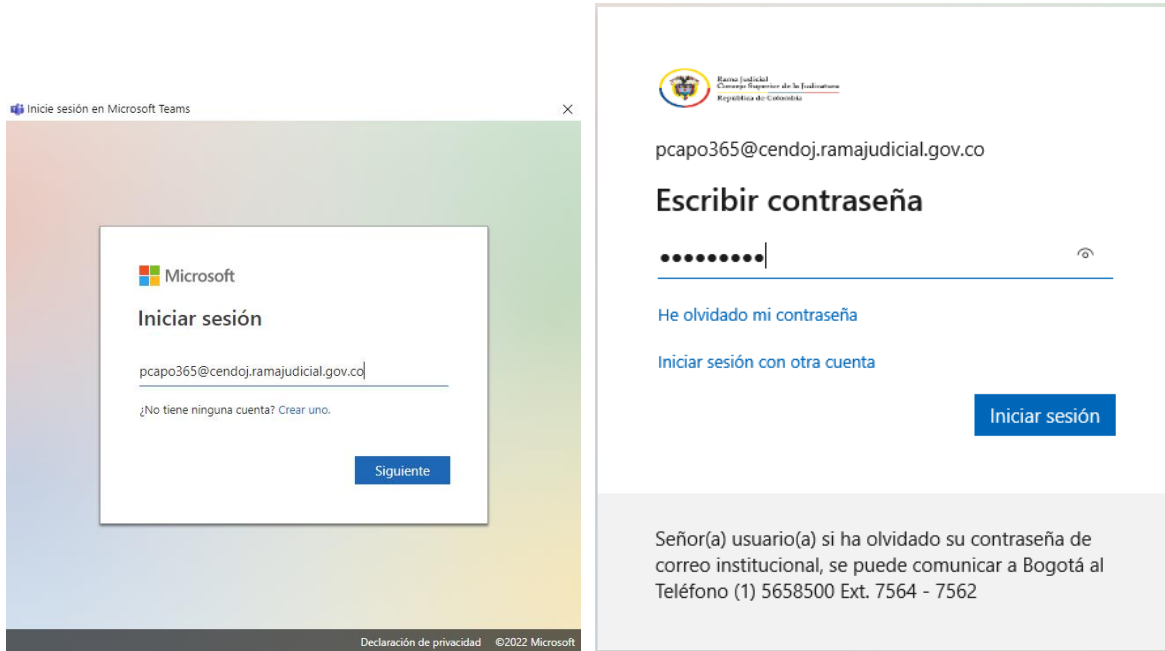 Inicie sesión en Microsoft Teams
Microsoft
Iniciar sesión
pcapo365@cendoj.ramajudicial.gov.co
¿No tiene ninguna cuenta? Crear uno.
Siguiente
Declaración de privacidad ©2022 Microsoft
Rama Judicial
Consejo Superior de la Judicatura
República de Colombia
pcapo365@cendoj.ramajudicial.gov.co
Escribir contraseña
He olvidado mi contraseña
Iniciar sesión con otra cuenta
Iniciar sesión
Señor(a) usuario(a) si ha olvidado su contraseña de
correo institucional, se puede comunicar a Bogotá al
Teléfono (1) 5658500 Ext. 7564 - 7562